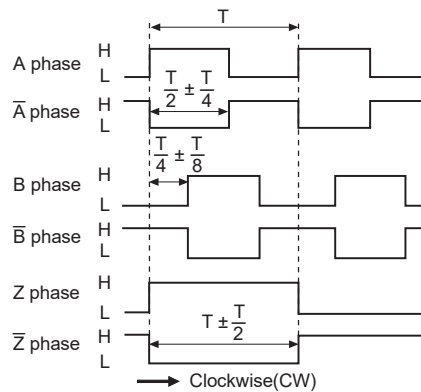 T
A phase H
L
A̅ phase H
L
T/2 ± T/4
T/4 ± T/8
B phase H
L
B̅ phase H
L
Z phase H
L
Z̅ phase H
L
T ± T/2
Clockwise(CW)